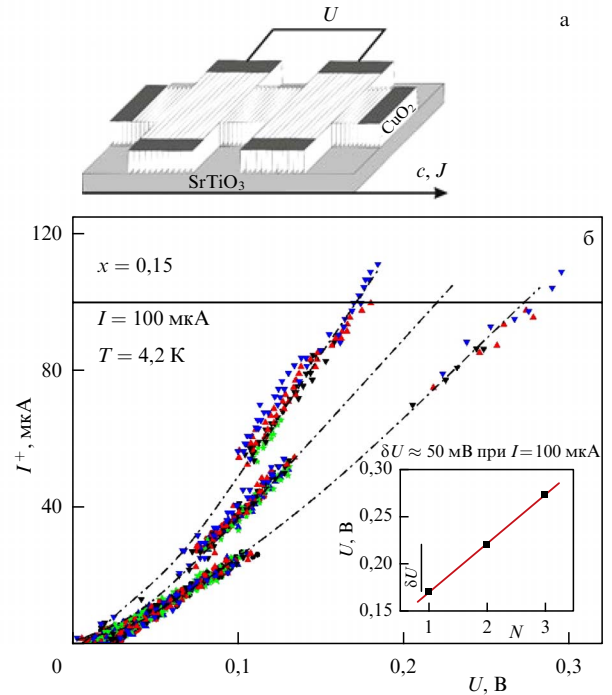 U
а
CuO₂
SrTiO₃
c, J
120
80
40
0
I⁺, мкА
б
x = 0,15
I = 100 мкА
T = 4,2 К
δU ≈ 50 мВ при I = 100 мкА
0,30
0,25
0,20
0,15
U, В
δU
1
2
N
3
0,1
0,2
0,3
U, В